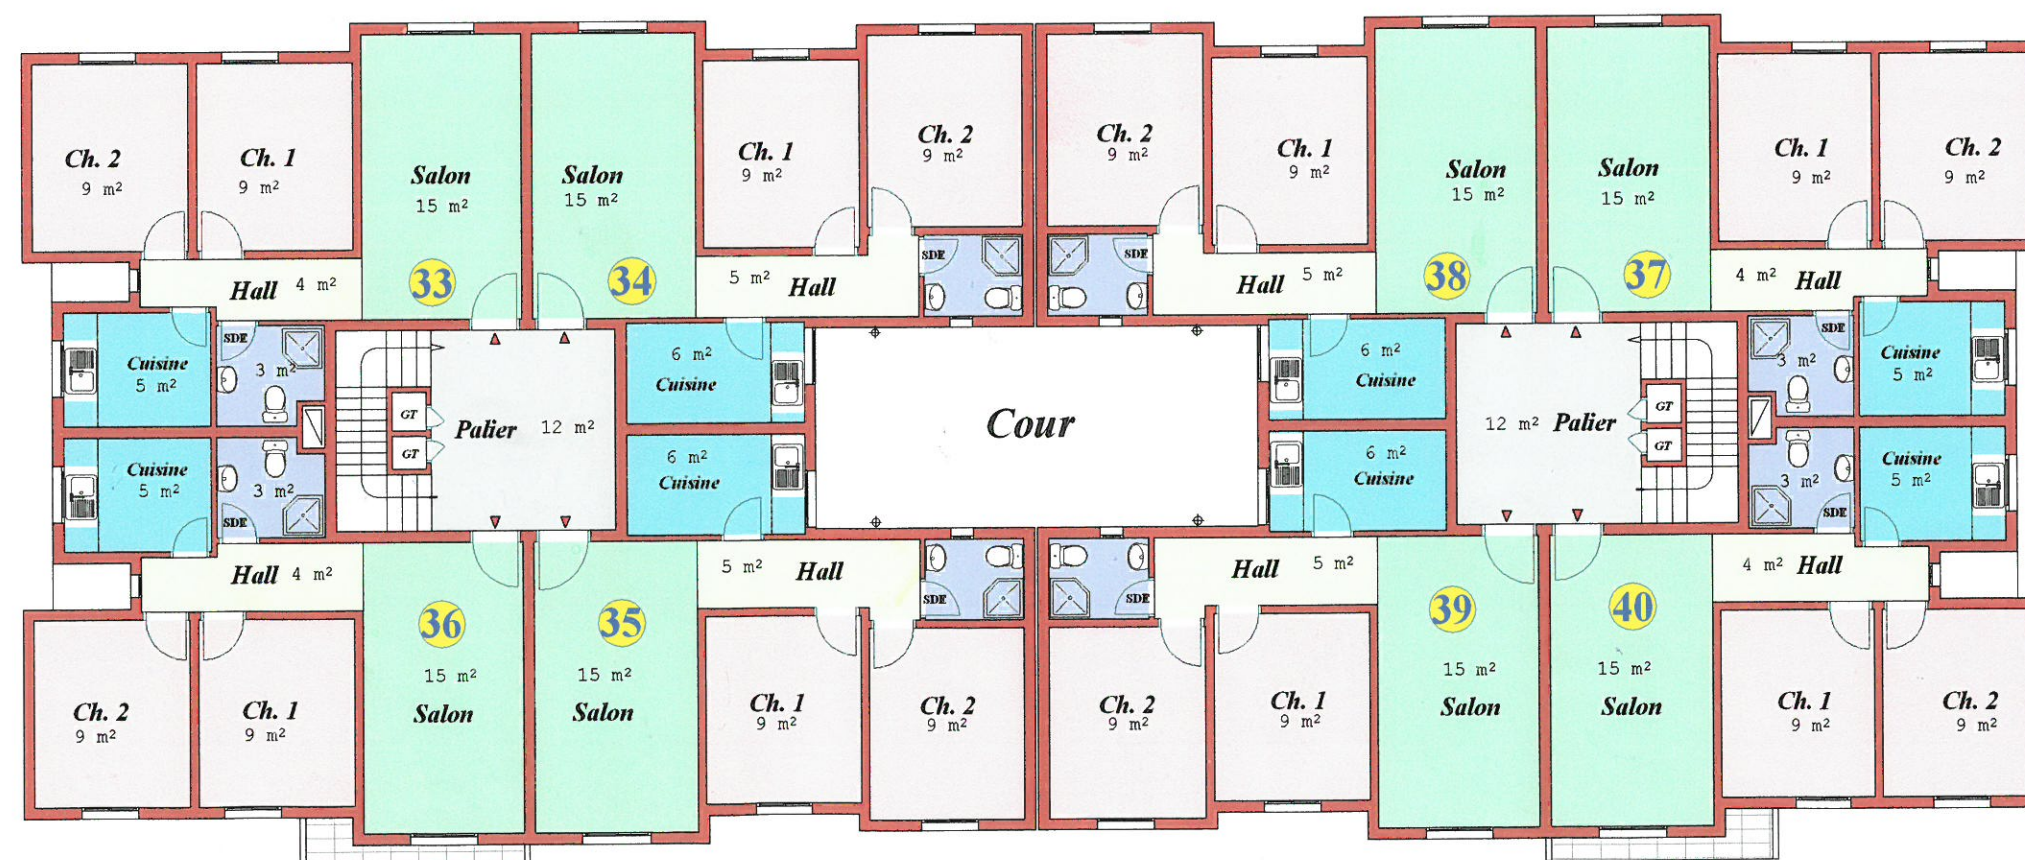 Ch. 2
9 m²
Ch. 1
9 m²
Salon
15 m²
33
Hall 4 m²
Cuisine
5 m²
SDE
3 m²
Salon
15 m²
34
Ch. 1
9 m²
Ch. 2
9 m²
5 m² Hall
SDE
6 m²
Cuisine
Ch. 2
9 m²
Ch. 1
9 m²
Salon
15 m²
38
SDE
Hall 5 m²
6 m²
Cuisine
Salon
15 m²
37
Ch. 1
9 m²
Ch. 2
9 m²
4 m² Hall
SDE
3 m²
Cuisine
5 m²
GT
GT
Palier 12 m²
Cour
12 m² Palier
GT
GT
Cuisine
5 m²
3 m²
SDE
Hall 4 m²
36
15 m²
Salon
Ch. 2
9 m²
Ch. 1
9 m²
6 m²
Cuisine
5 m² Hall
SDE
35
15 m²
Salon
Ch. 1
9 m²
Ch. 2
9 m²
6 m²
Cuisine
SDE
Hall 5 m²
39
15 m²
Salon
Ch. 2
9 m²
Ch. 1
9 m²
3 m²
SDE
Cuisine
5 m²
4 m² Hall
40
15 m²
Salon
Ch. 1
9 m²
Ch. 2
9 m²